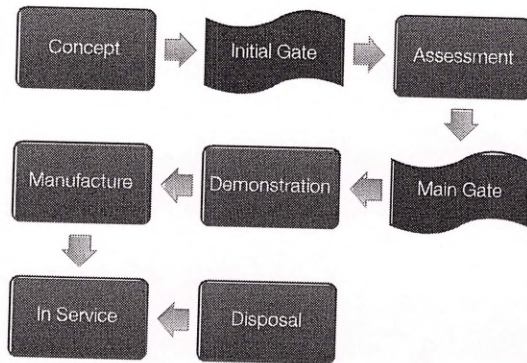 Concept
Initial Gate
Assessment
Main Gate
Demonstration
Manufacture
In Service
Disposal